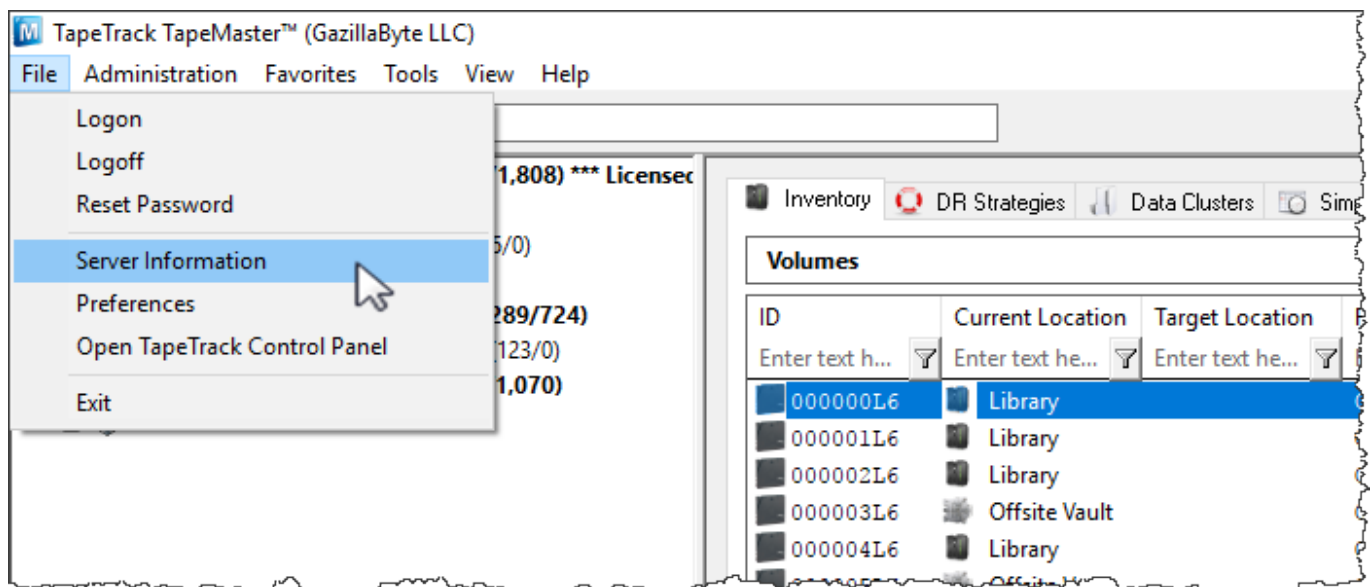 TapeTrack TapeMaster™ (GazillaByte LLC)
File Administration Favorites Tools View Help
Logon
Logoff
Reset Password
Server Information
Preferences
Open TapeTrack Control Panel
Exit
1,808) *** Licensed
5/0)
289/724)
123/0)
1,070)
Inventory DR Strategies Data Clusters
Volumes
ID Current Location Target Location
Enter text h... Enter text he... Enter text he...
000000L6 Library
000001L6 Library
000002L6 Library
000003L6 Offsite Vault
000004L6 Library